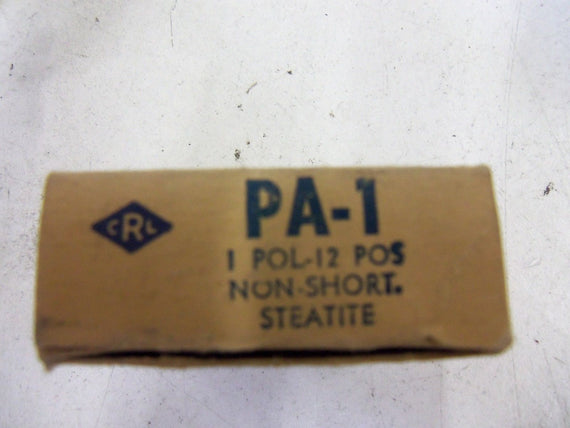 CRL
PA-1
1 POL-12 POS
NON-SHORT.
STEATITE